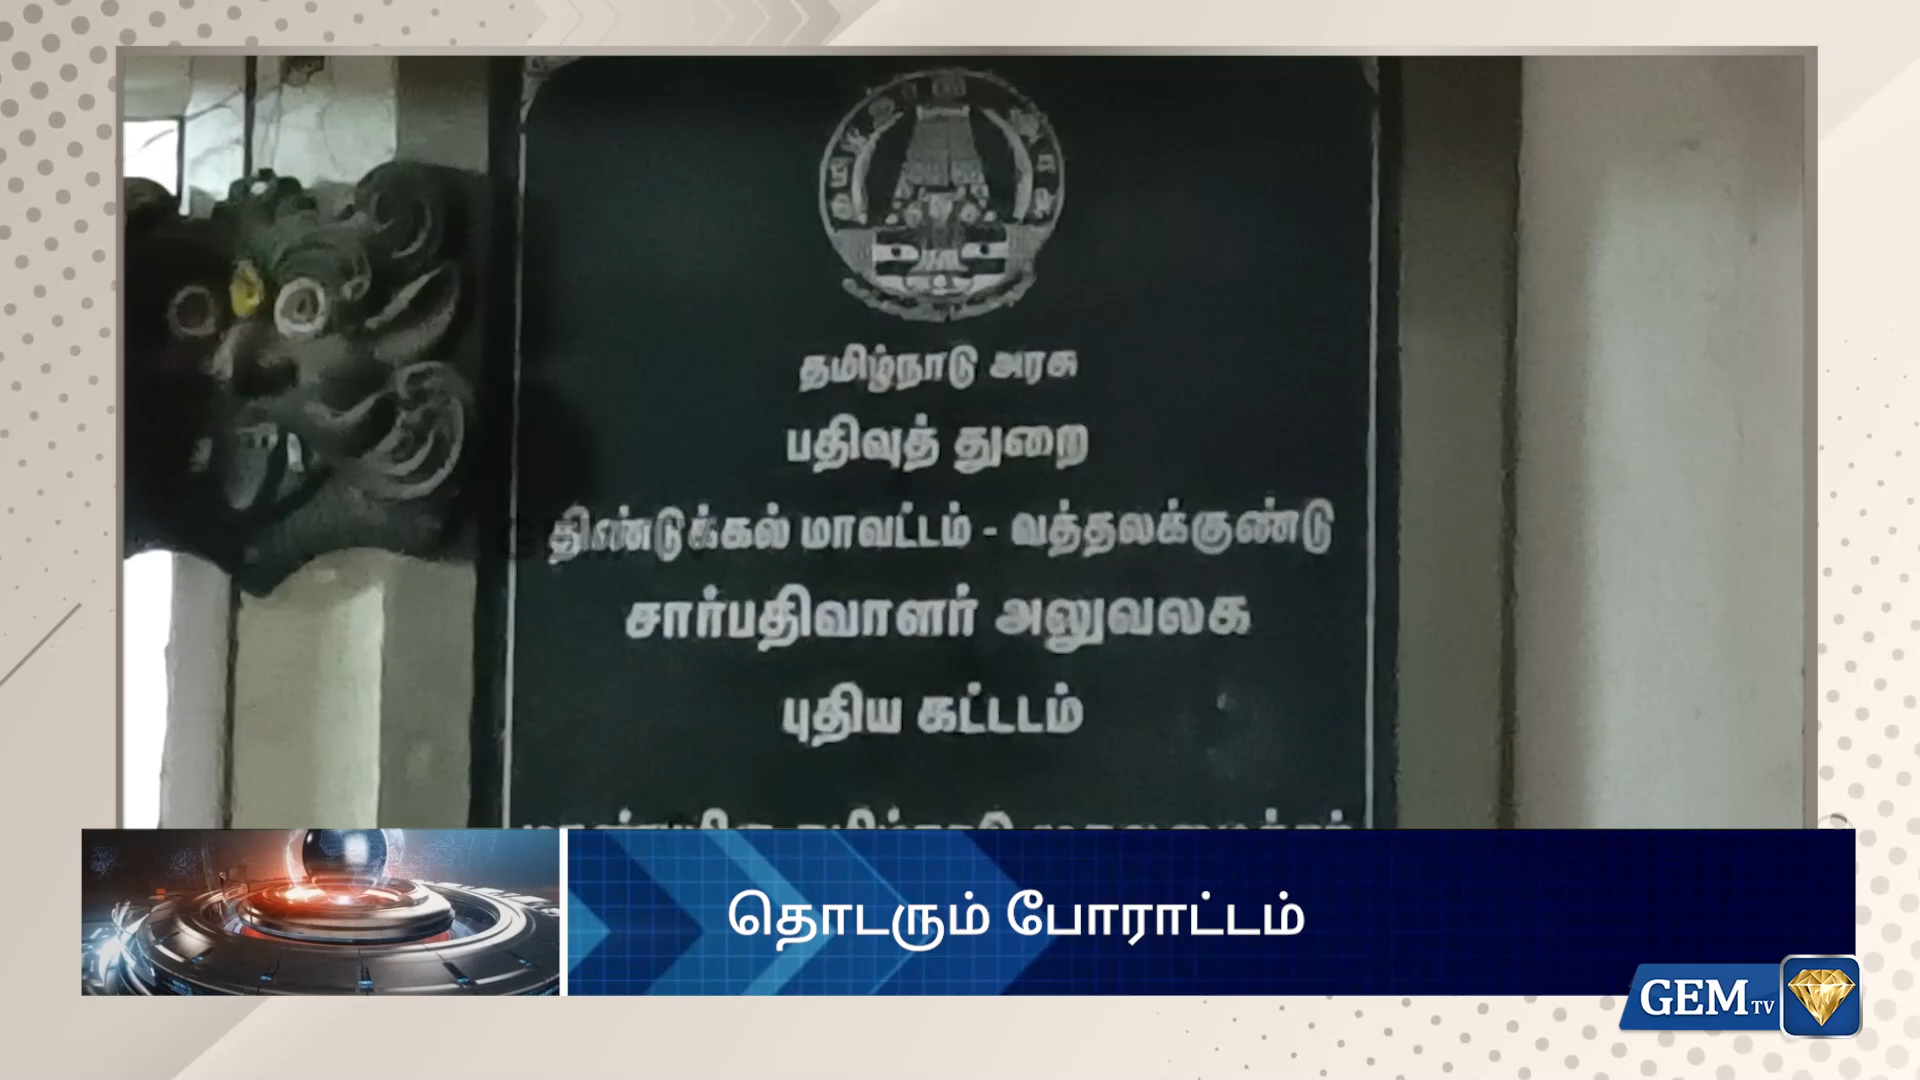 தமிழ்நாடு அரசு
பதிவுத் துறை
திண்டுக்கல் மாவட்டம் - வத்தலக்குண்டு
சார்பதிவாளர் அலுவலக
புதிய கட்டடம்
தொடரும் போராட்டம்
GEM TV